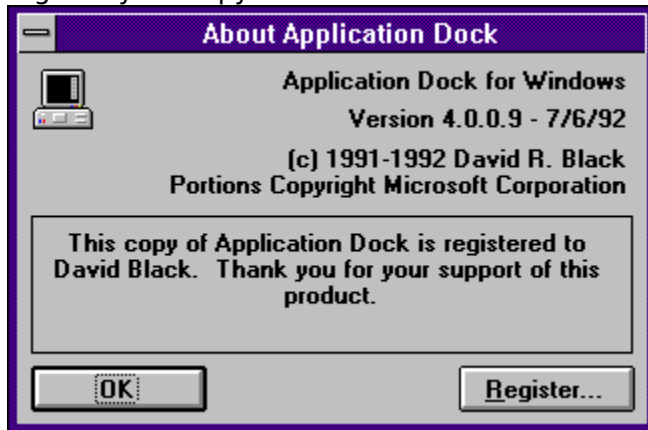 About Application Dock
Application Dock for Windows
Version 4.0.0.9 - 7/6/92
(c) 1991-1992 David R. Black
Portions Copyright Microsoft Corporation
This copy of Application Dock is registered to
David Black.  Thank you for your support of this
product.
OK
Register...